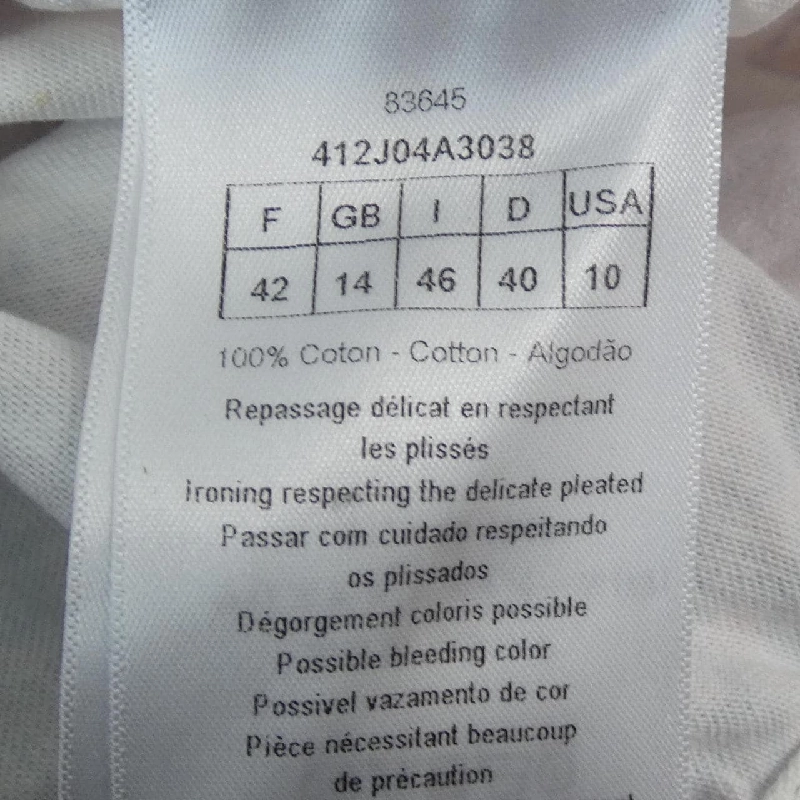 83645
412J04A3038
F GB I D USA
42 14 46 40 10
100% Coton - Cotton - Algodão
Repassage délicat en respectant
les plissés
Ironing respecting the delicate pleated
Passar com cuidado respeitando
os plissados
Dégorgement coloris possible
Possible bleeding color
Possivel vazamento de cor
Pièce nécessitant beaucoup
de précaution